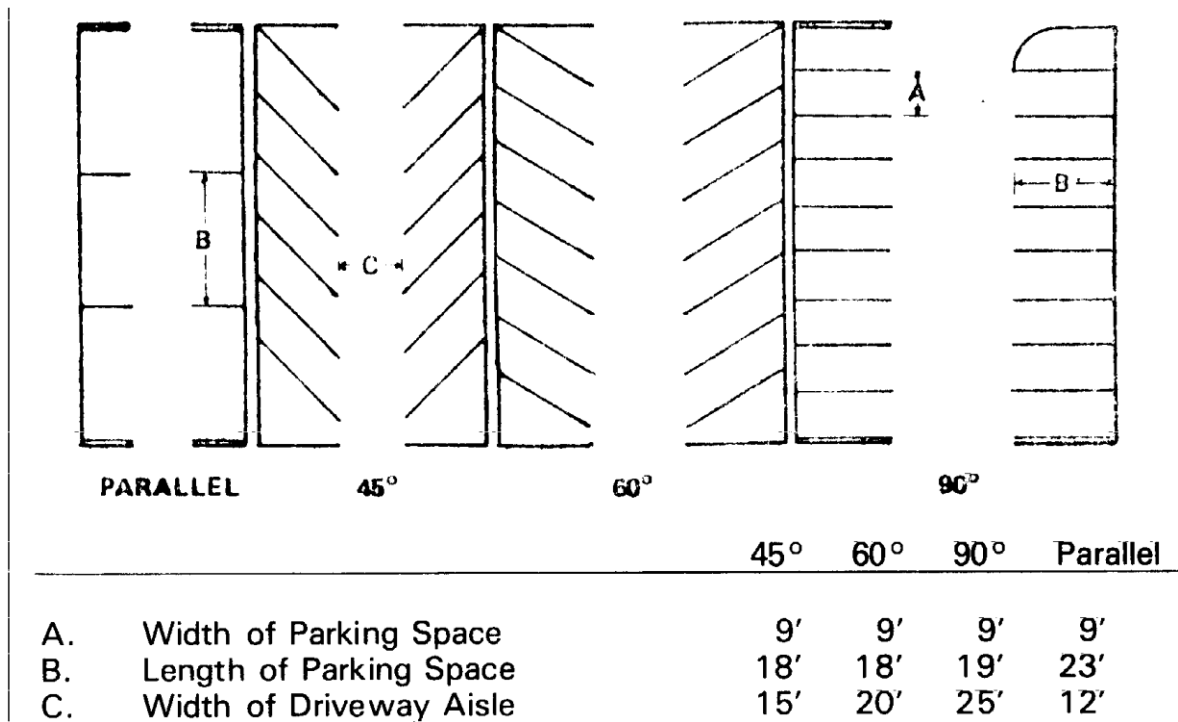 A
B
B
C
PARALLEL 45° 60° 90°
45° 60° 90° Parallel
A. Width of Parking Space 9' 9' 9' 9'
B. Length of Parking Space 18' 18' 19' 23'
C. Width of Driveway Aisle 15' 20' 25' 12'